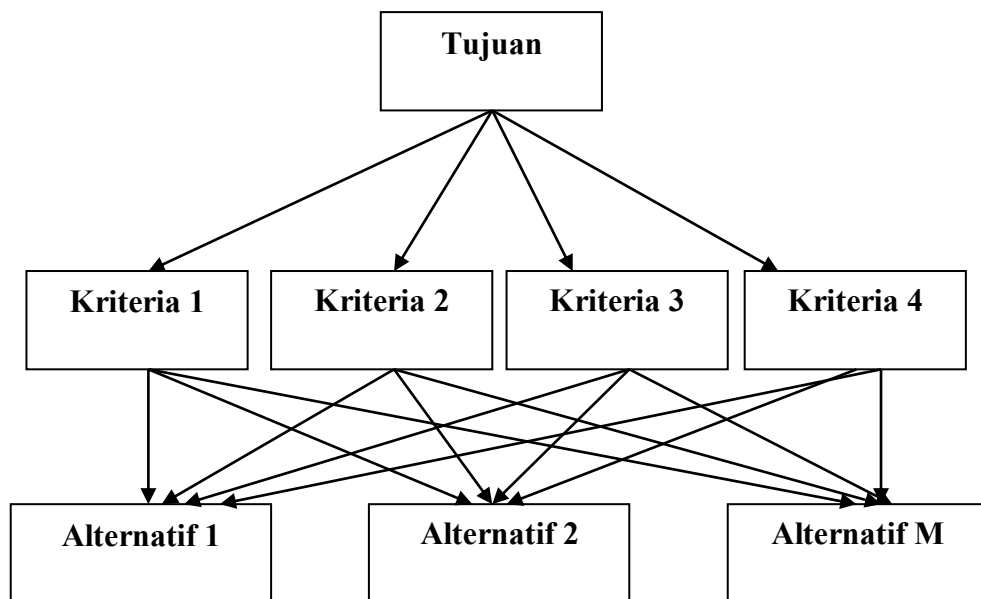 Tujuan
Kriteria 1
Kriteria 2
Kriteria 3
Kriteria 4
Alternatif 1
Alternatif 2
Alternatif M